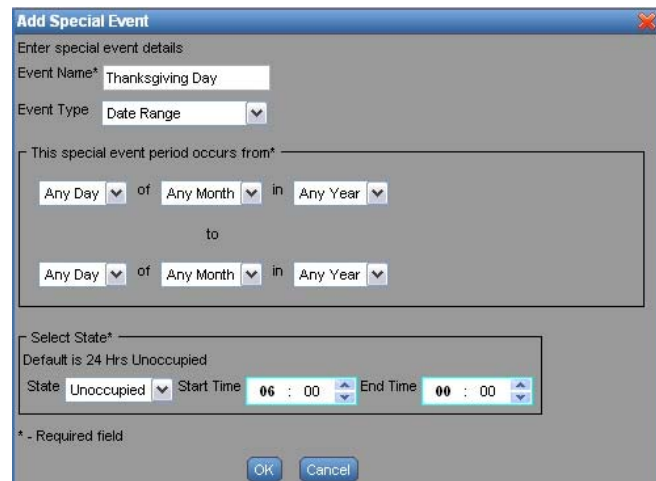 Add Special Event
Enter special event details
Event Name* Thanksgiving Day
Event Type Date Range
This special event period occurs from*
Any Day of Any Month in Any Year
to
Any Day of Any Month in Any Year
Select State*
Default is 24 Hrs Unoccupied
State Unoccupied Start Time 06 : 00 End Time 00 : 00
* - Required field
OK Cancel